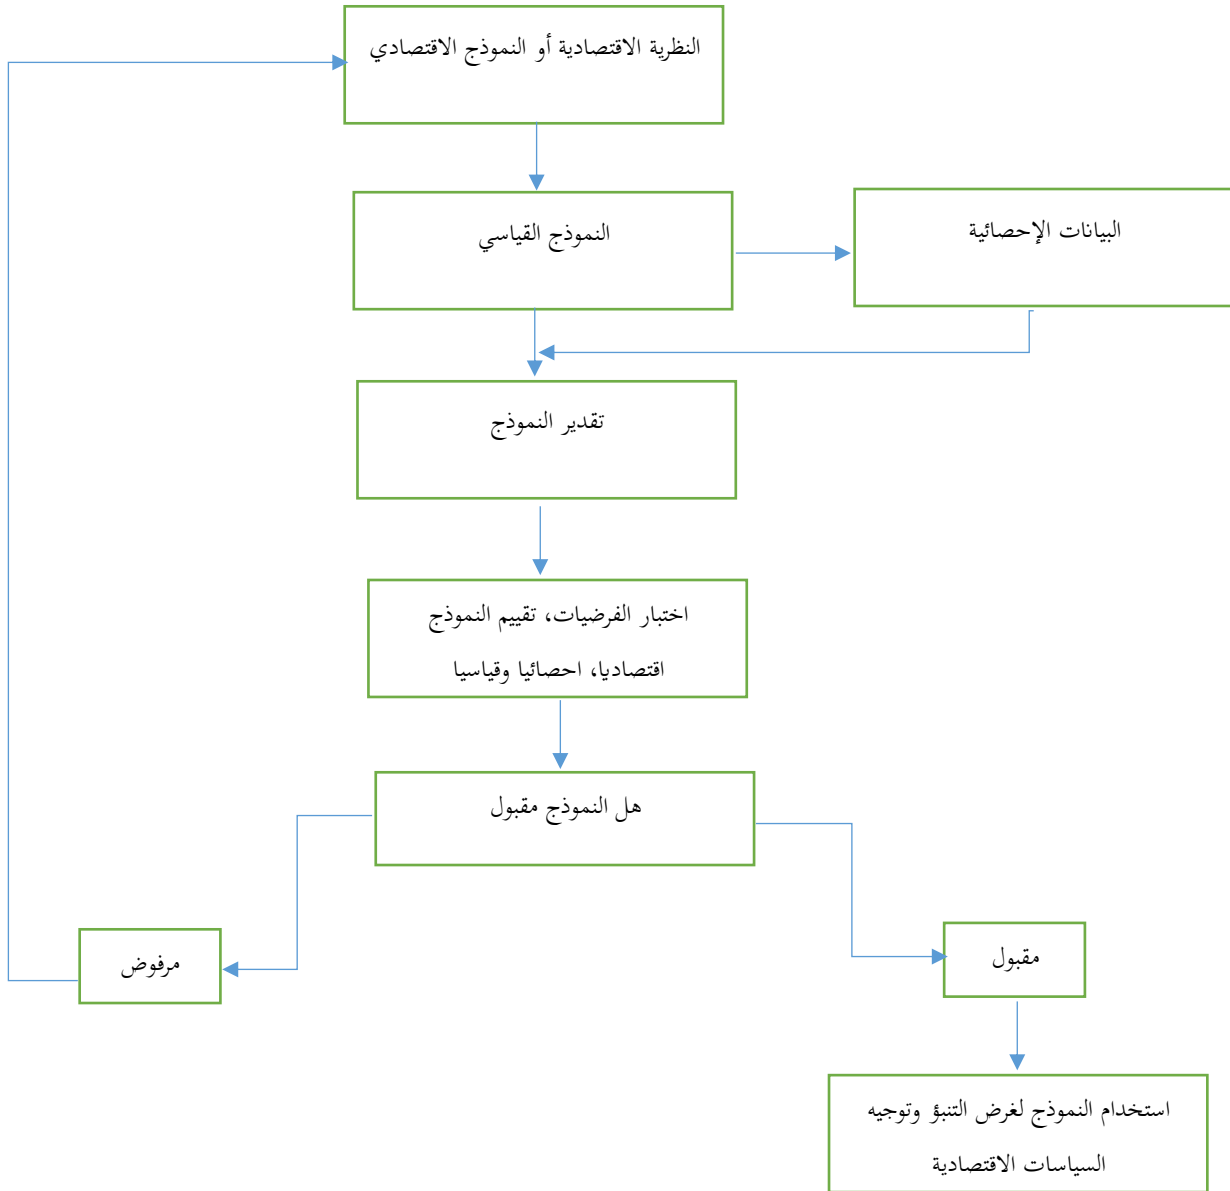 النظرية الاقتصادية أو النموذج الاقتصادي
النموذج القياسي
البيانات الإحصائية
تقدير النموذج
اختبار الفرضيات، تقييم النموذج
اقتصاديا، احصائيا وقياسيا
هل النموذج مقبول
مقبول
مرفوض
استخدام النموذج لغرض التنبؤ وتوجيه
السياسات الاقتصادية